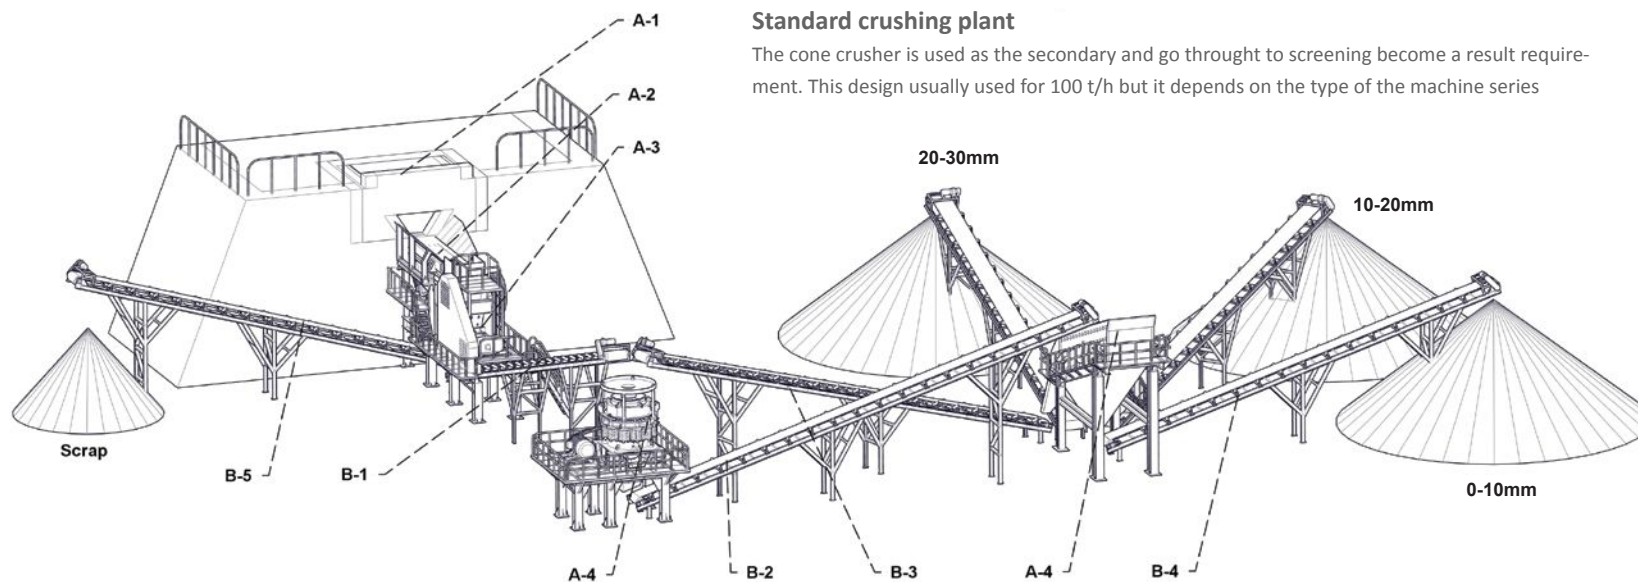 Standard crushing plant
The cone crusher is used as the secondary and go throught to screening become a result require-
ment. This design usually used for 100 t/h but it depends on the type of the machine series
A-1
A-2
A-3
20-30mm
10-20mm
Scrap
B-5
B-1
0-10mm
A-4
B-2
B-3
A-4
B-4